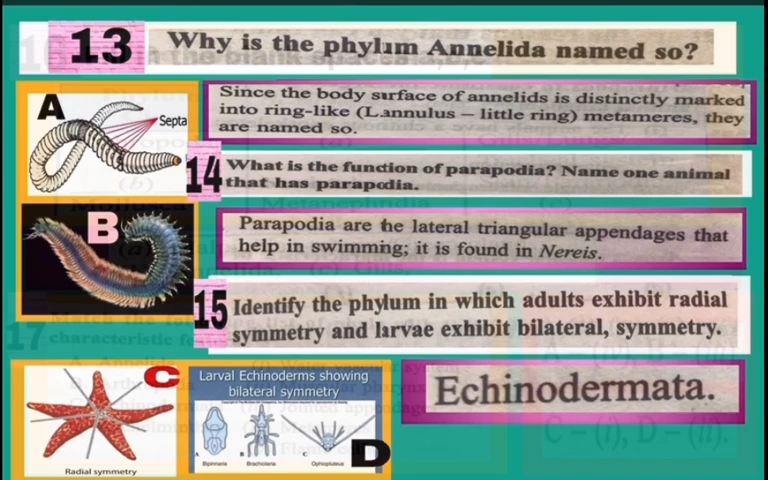 13 Why is the phylum Annelida named so?
A
Septa
Since the body surface of annelids is distinctly marked
into ring-like (L.annulus – little ring) metameres, they
are named so.
14 What is the function of parapodia? Name one animal
that has parapodia.
B
Parapodia are the lateral triangular appendages that
help in swimming; it is found in Nereis.
15 Identify the phylum in which adults exhibit radial
symmetry and larvae exhibit bilateral, symmetry.
C
Radial symmetry
Larval Echinoderms showing
bilateral symmetry
A B C
Bipinnaria Brachiolaria Ophiopluteus
D
Echinodermata.
17
C – (i), D – (ii).